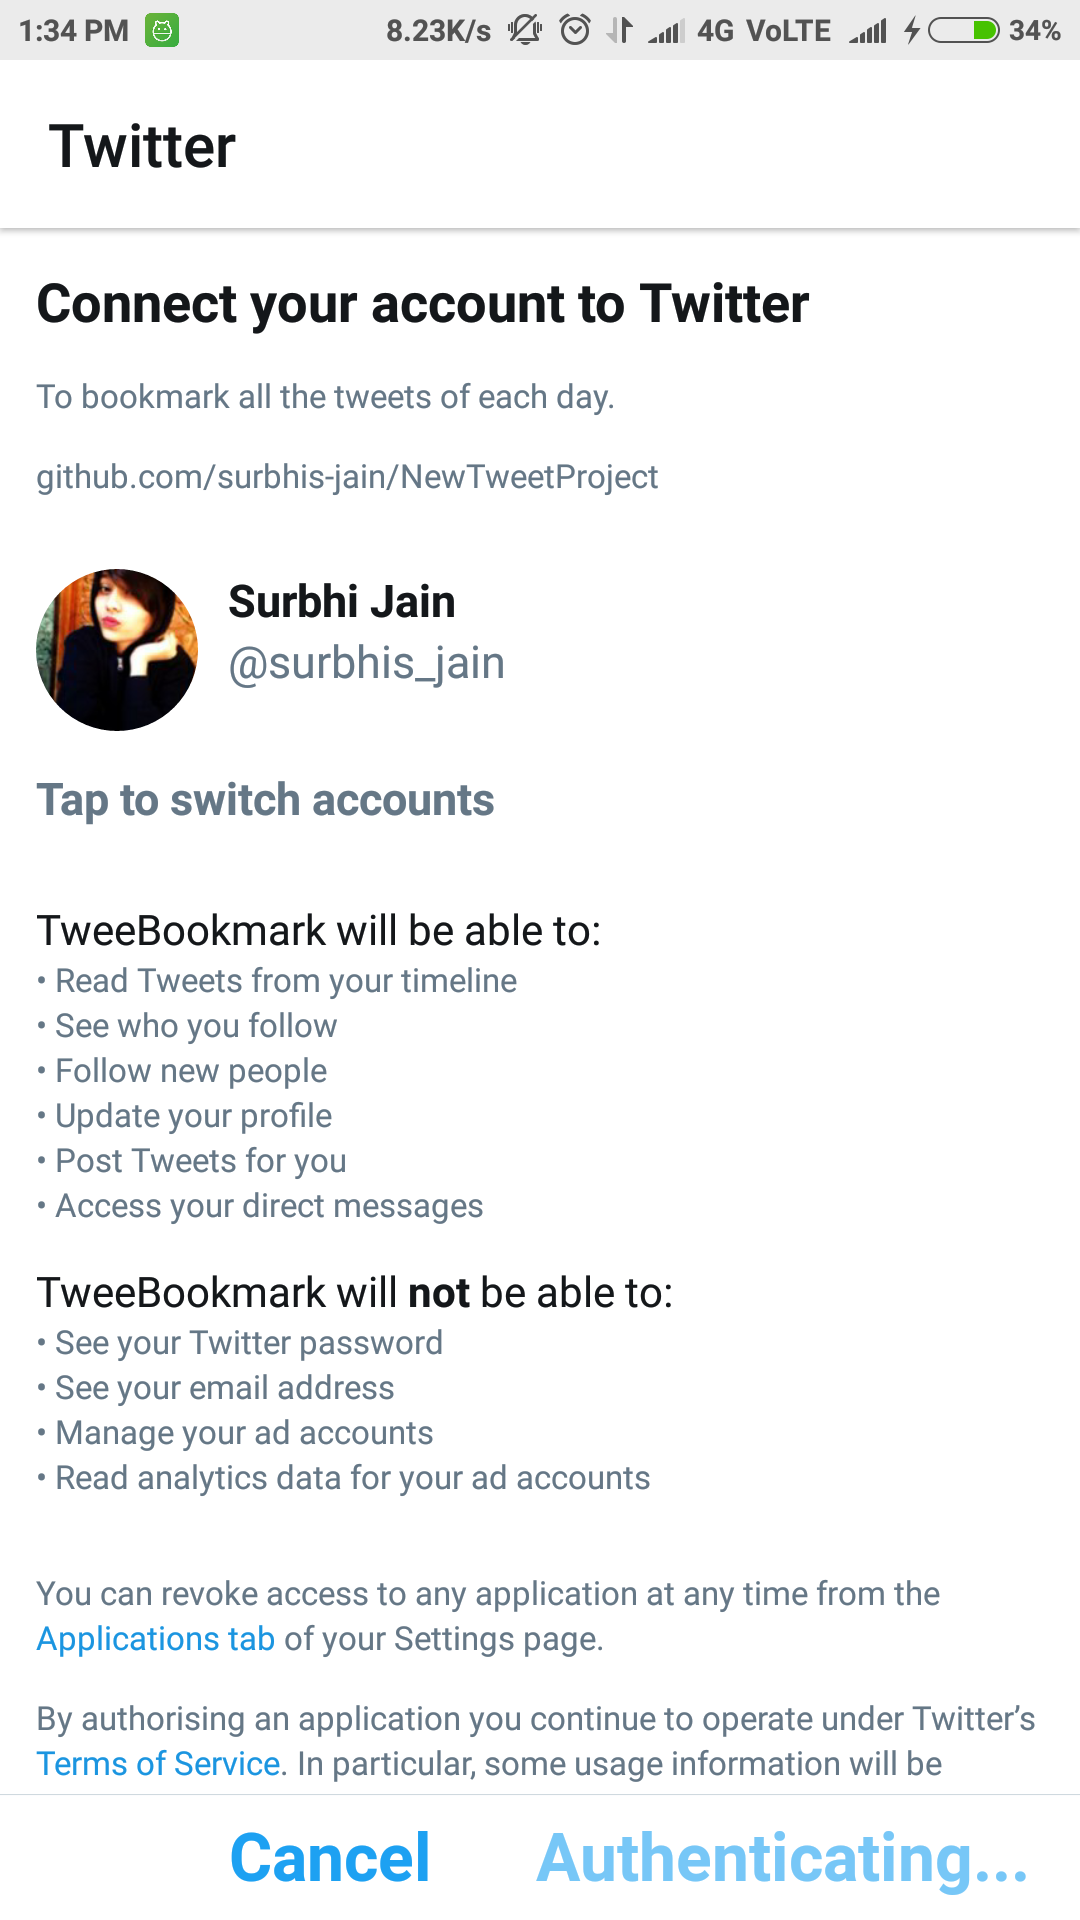 1:34 PM 8.23K/s 4G VoLTE 34%
Twitter
Connect your account to Twitter
To bookmark all the tweets of each day.
github.com/surbhis-jain/NewTweetProject
Surbhi Jain
@surbhis_jain
Tap to switch accounts
TweeBookmark will be able to:
• Read Tweets from your timeline
• See who you follow
• Follow new people
• Update your profile
• Post Tweets for you
• Access your direct messages
TweeBookmark will not be able to:
• See your Twitter password
• See your email address
• Manage your ad accounts
• Read analytics data for your ad accounts
You can revoke access to any application at any time from the
Applications tab of your Settings page.
By authorising an application you continue to operate under Twitter’s
Terms of Service. In particular, some usage information will be
Cancel Authenticating...